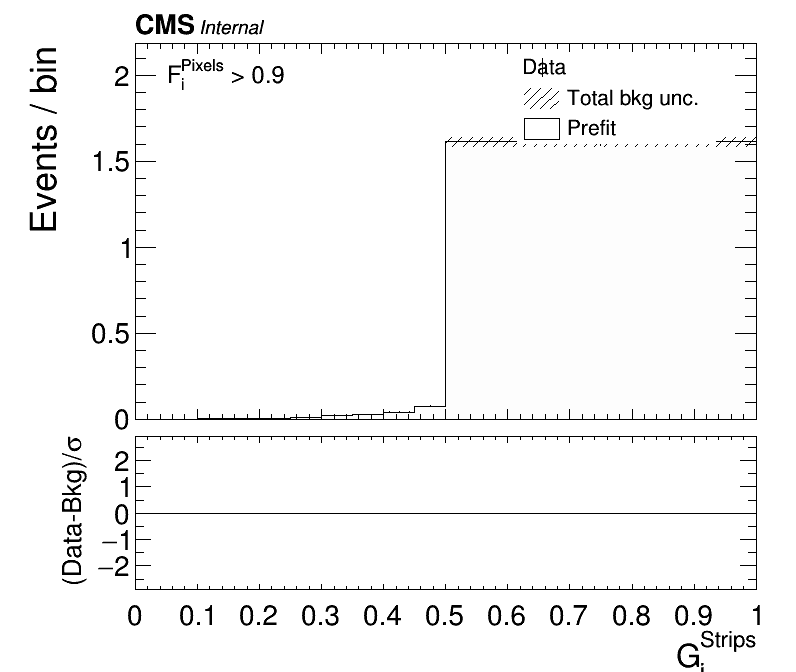 CMS Internal
F_i^Pixels > 0.9
Data
Total bkg unc.
Prefit
Events / bin
2
1.5
1
0.5
0
(Data-Bkg)/σ
2
1
0
−1
−2
0 0.1 0.2 0.3 0.4 0.5 0.6 0.7 0.8 0.9 1
G_i^Strips